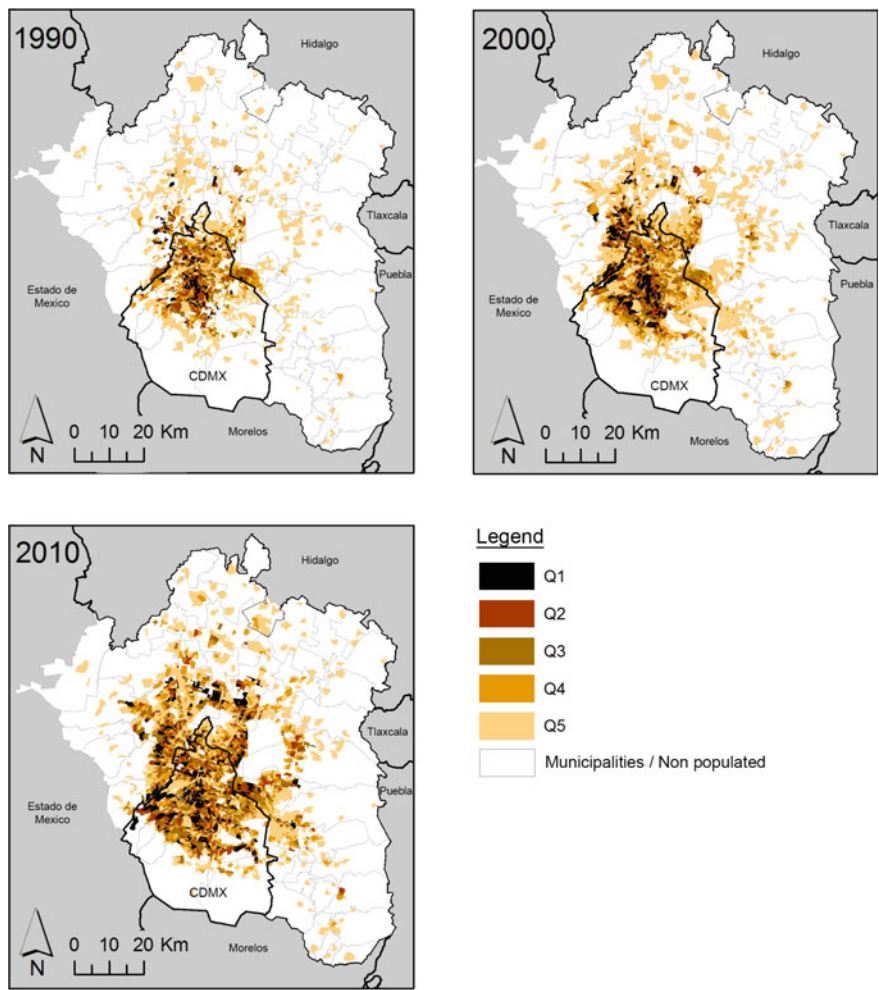 1990
Hidalgo
Tlaxcala
Puebla
Estado de
Mexico
CDMX
0 10 20 Km
N
Morelos
2000
Hidalgo
Tlaxcala
Puebla
Estado de
Mexico
CDMX
0 10 20 Km
N
Morelos
2010
Hidalgo
Tlaxcala
Puebla
Estado de
Mexico
CDMX
0 10 20 Km
N
Morelos
Legend
Q1
Q2
Q3
Q4
Q5
Municipalities / Non populated